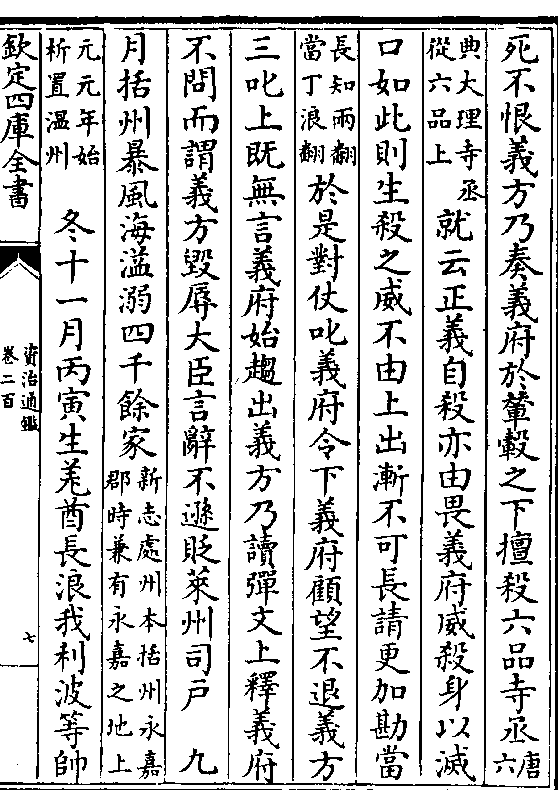 死不恨義方乃奏義府於輦轂之下擅殺六品寺丞唐六
典大理寺丞從六品上就云正義自殺亦由畏義府威殺身以滅
口如此則生殺之威不由上出漸不可長請更加勘當
長知雨翻當丁浪翻於是對仗叱義府令下義府顧望不退義方
三叱上既無言義府始趨出義方乃讀彈文上釋義府
不問而謂義方毀辱大臣言辭不遜貶萊州司戶 九
月括州暴風海溢溺四千餘家新志處州本括州永嘉郡時兼有永嘉之地上
元元年始析置溫州 冬十一月丙寅生羌酋長浪我利波等帥
欽定四庫全書
資治通鑑
卷二百
七